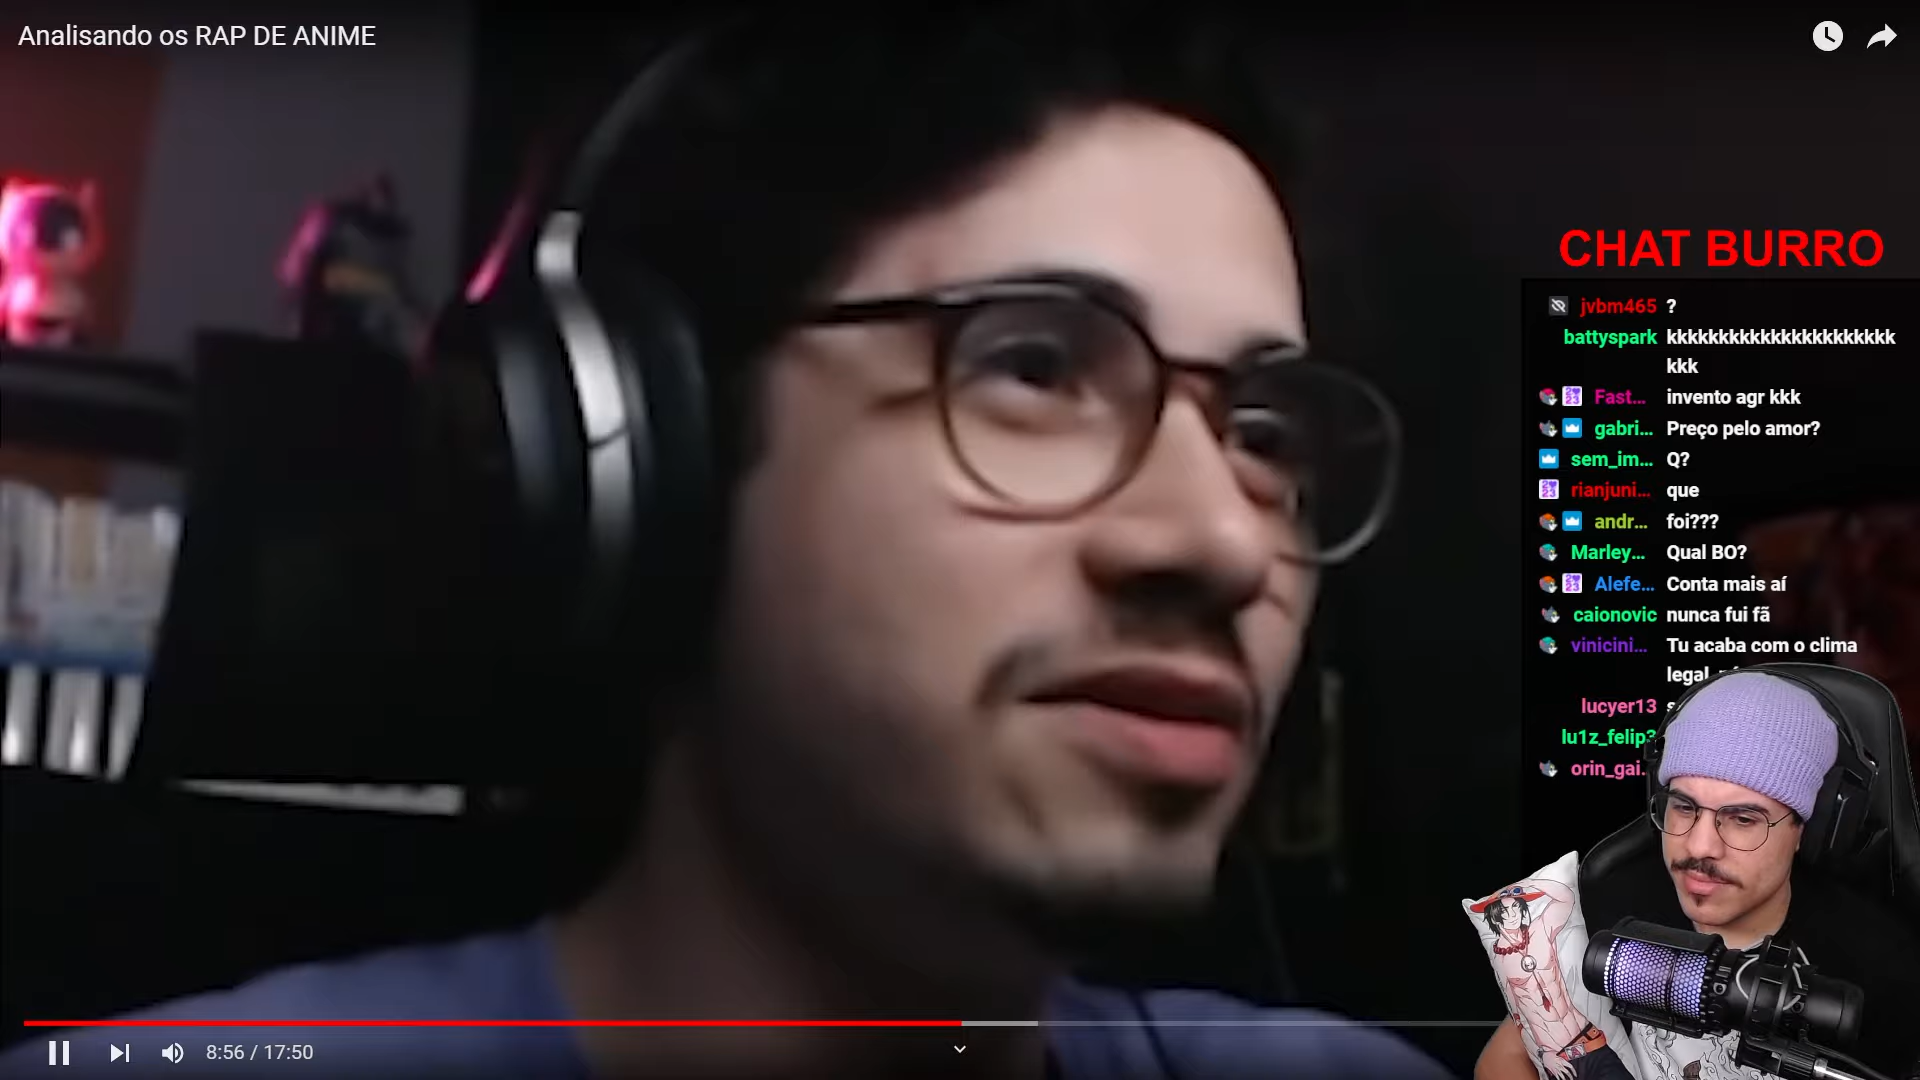 Analisando os RAP DE ANIME
CHAT BURRO
jvbm465 ?
battyspark kkkkkkkkkkkkkkkkkkkkkk
kkk
Fast... invento agr kkk
gabri... Preço pelo amor?
sem_im... Q?
rianjuni... que
andr... foi???
Marley... Qual BO?
Alefe... Conta mais aí
caionovic nunca fui fã
vinicini... Tu acaba com o clima
legal
lucyer13
lu1z_felip3
orin_gai.
8:56 / 17:50